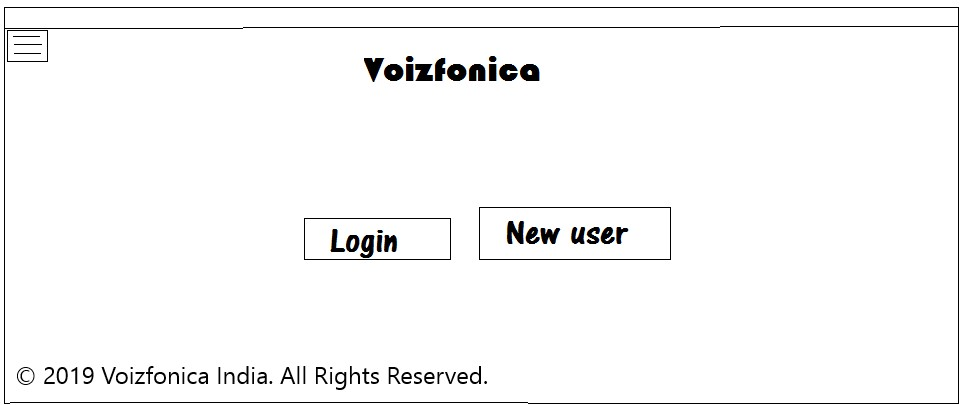 Voizfonica
Login
New user
© 2019 Voizfonica India. All Rights Reserved.